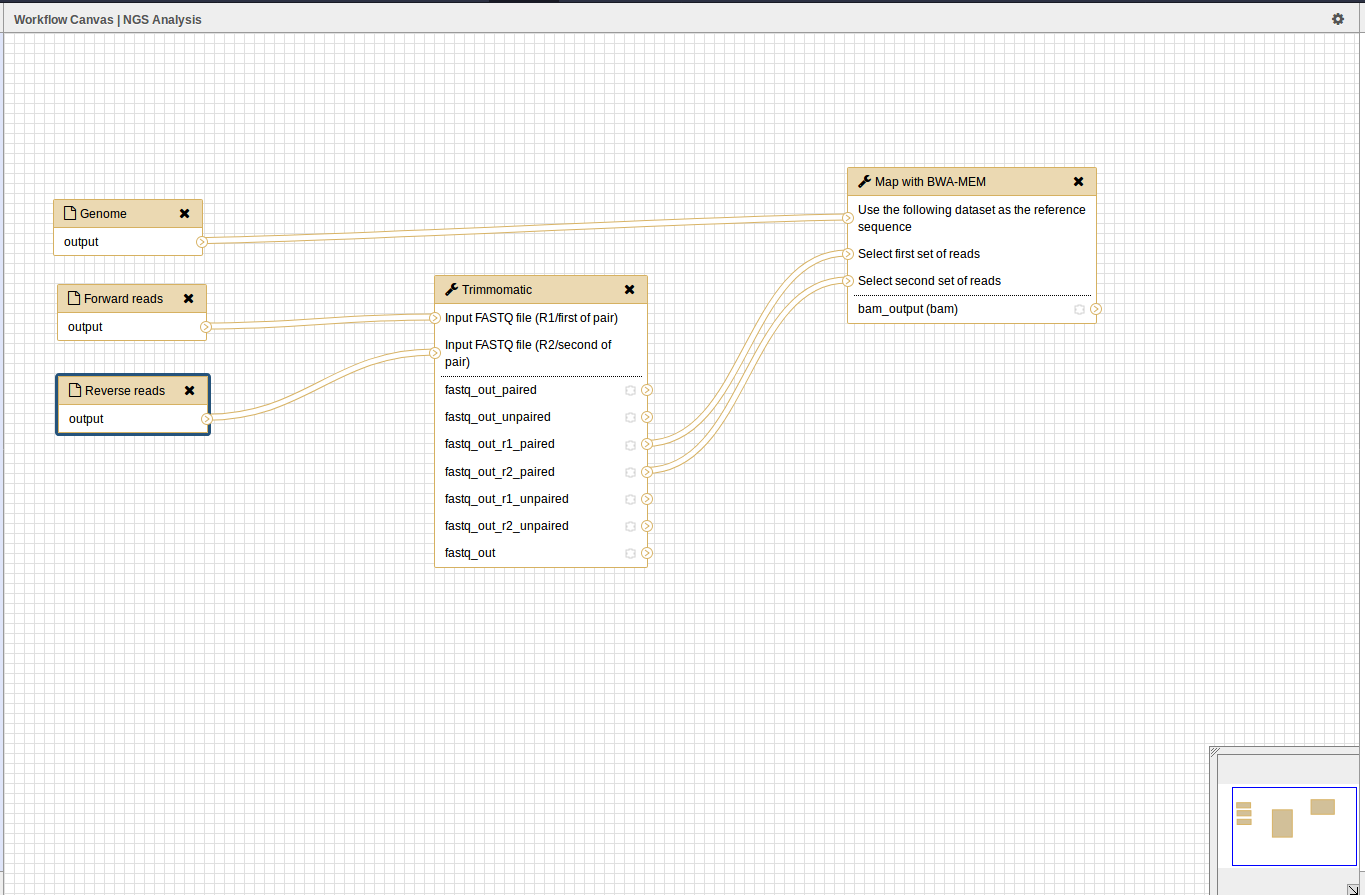 Workflow Canvas | NGS Analysis
Genome
output
Forward reads
output
Reverse reads
output
Trimmomatic
Input FASTQ file (R1/first of pair)
Input FASTQ file (R2/second of
pair)
fastq_out_paired
fastq_out_unpaired
fastq_out_r1_paired
fastq_out_r2_paired
fastq_out_r1_unpaired
fastq_out_r2_unpaired
fastq_out
Map with BWA-MEM
Use the following dataset as the reference
sequence
Select first set of reads
Select second set of reads
bam_output (bam)